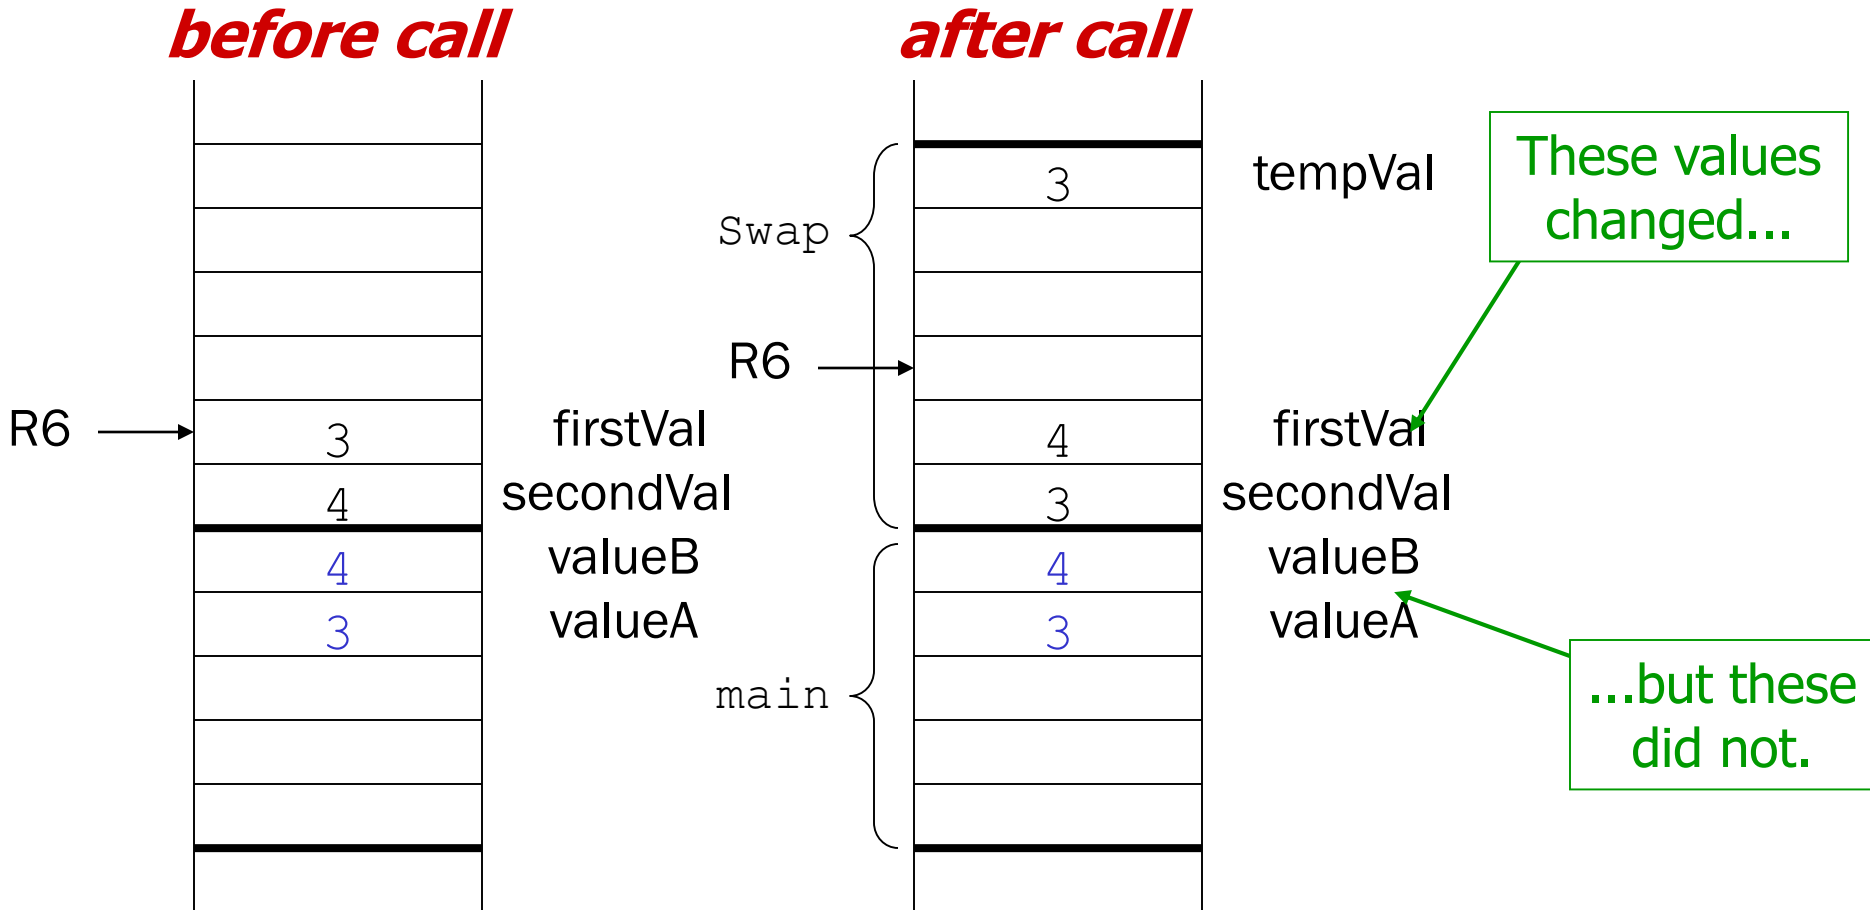 before call
R6
3
firstVal
4
secondVal
4
valueB
3
valueA
after call
3
tempVal
Swap
R6
4
firstVal
3
secondVal
4
valueB
3
valueA
main
These values
changed...
...but these
did not.